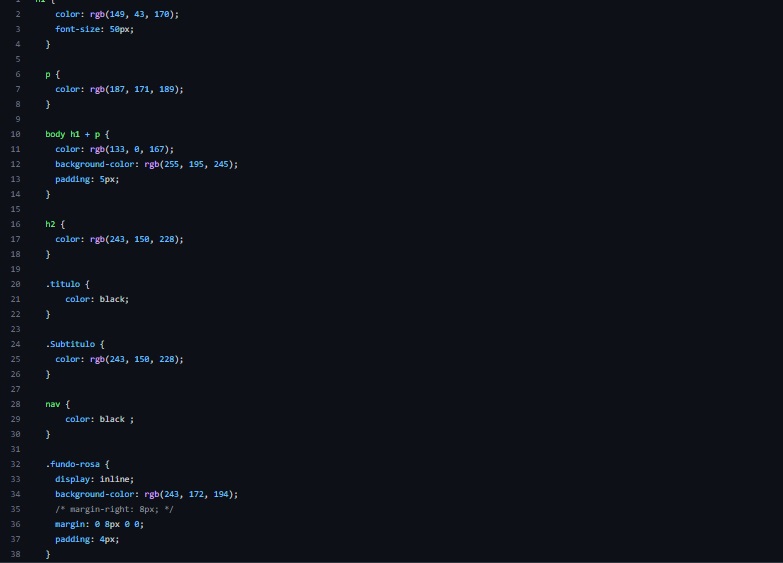 1 h1 {
2 color: rgb(149, 43, 170);
3 font-size: 50px;
4 }
5
6 p {
7 color: rgb(187, 171, 189);
8 }
9
10 body h1 + p {
11 color: rgb(133, 0, 167);
12 background-color: rgb(255, 195, 245);
13 padding: 5px;
14 }
15
16 h2 {
17 color: rgb(243, 150, 228);
18 }
19
20 .titulo {
21 color: black;
22 }
23
24 .Subtitulo {
25 color: rgb(243, 150, 228);
26 }
27
28 nav {
29 color: black ;
30 }
31
32 .fundo-rosa {
33 display: inline;
34 background-color: rgb(243, 172, 194);
35 /* margin-right: 8px; */
36 margin: 0 8px 0 0;
37 padding: 4px;
38 }